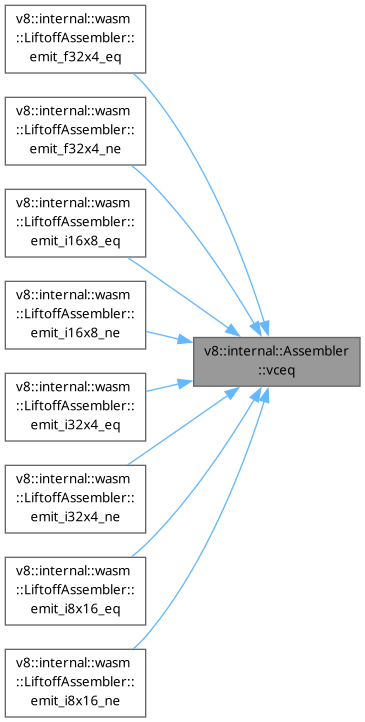 v8::internal::wasm
::LiftoffAssembler::
emit_f32x4_eq
v8::internal::wasm
::LiftoffAssembler::
emit_f32x4_ne
v8::internal::wasm
::LiftoffAssembler::
emit_i16x8_eq
v8::internal::wasm
::LiftoffAssembler::
emit_i16x8_ne
v8::internal::Assembler
::vceq
v8::internal::wasm
::LiftoffAssembler::
emit_i32x4_eq
v8::internal::wasm
::LiftoffAssembler::
emit_i32x4_ne
v8::internal::wasm
::LiftoffAssembler::
emit_i8x16_eq
v8::internal::wasm
::LiftoffAssembler::
emit_i8x16_ne